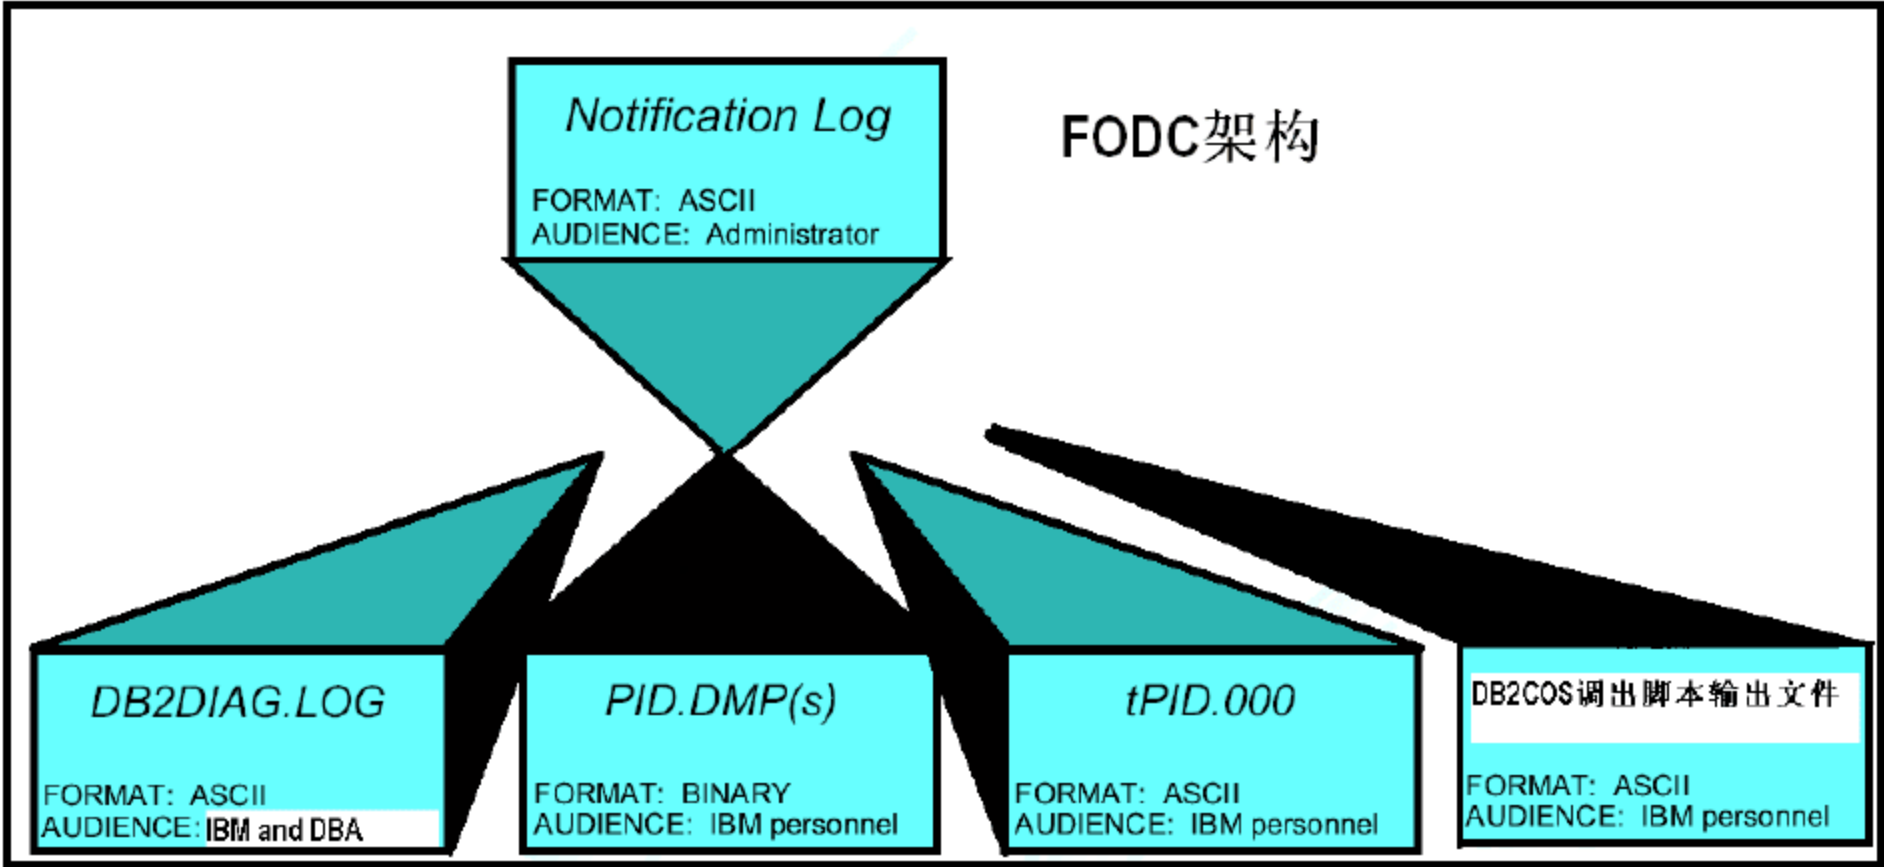 Notification Log
FORMAT: ASCII
AUDIENCE: Administrator
FODC架构
DB2DIAG.LOG
FORMAT: ASCII
AUDIENCE: IBM and DBA
PID.DMP(s)
FORMAT: BINARY
AUDIENCE: IBM personnel
tPID.000
FORMAT: ASCII
AUDIENCE: IBM personnel
DB2COS调出脚本输出文件
FORMAT: ASCII
AUDIENCE: IBM personnel